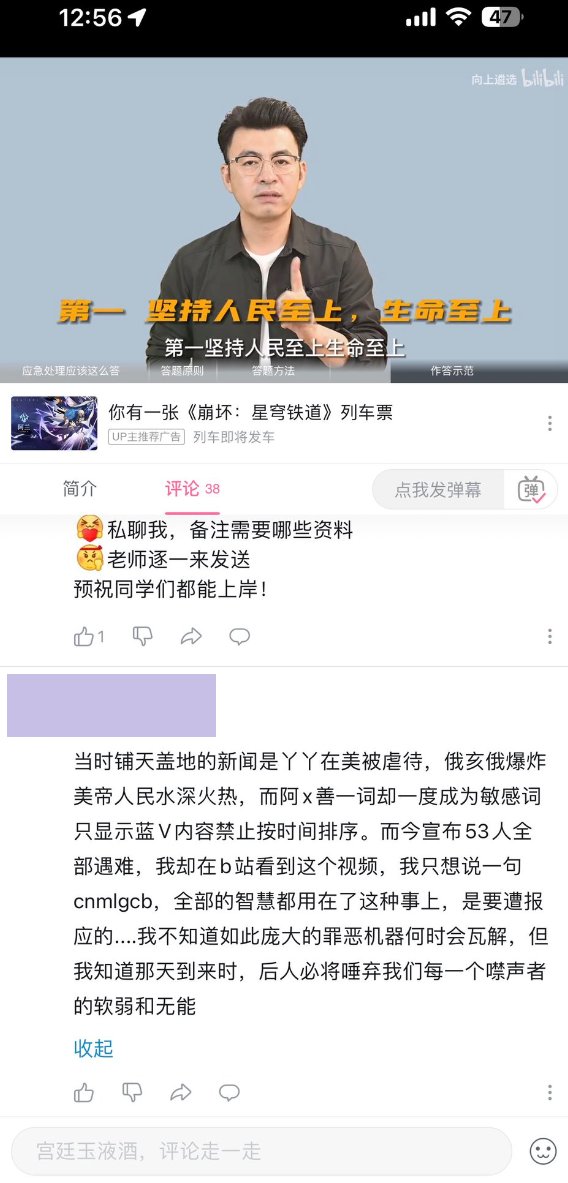 12:56
47
向上遴选 bilibili
第一 坚持人民至上，生命至上
第一坚持人民至上生命至上
应急处理应该这么答 答题原则 答题方法 作答示范
你有一张《崩坏：星穹铁道》列车票
UP主推荐广告 列车即将发车
简介 评论 38 点我发弹幕 弹
私聊我，备注需要哪些资料
老师逐一来发送
预祝同学们都能上岸！
1
当时铺天盖地的新闻是丫丫在美被虐待，俄亥俄爆炸
美帝人民水深火热，而阿x善一词却一度成为敏感词
只显示蓝V内容禁止按时间排序。而今宣布53人全
部遇难，我却在b站看到这个视频，我只想说一句
cnmlgcb，全部的智慧都用在了这种事上，是要遭报
应的....我不知道如此庞大的罪恶机器何时会瓦解，但
我知道那天到来时，后人必将唾弃我们每一个噤声者
的软弱和无能
收起
宫廷玉液酒，评论走一走